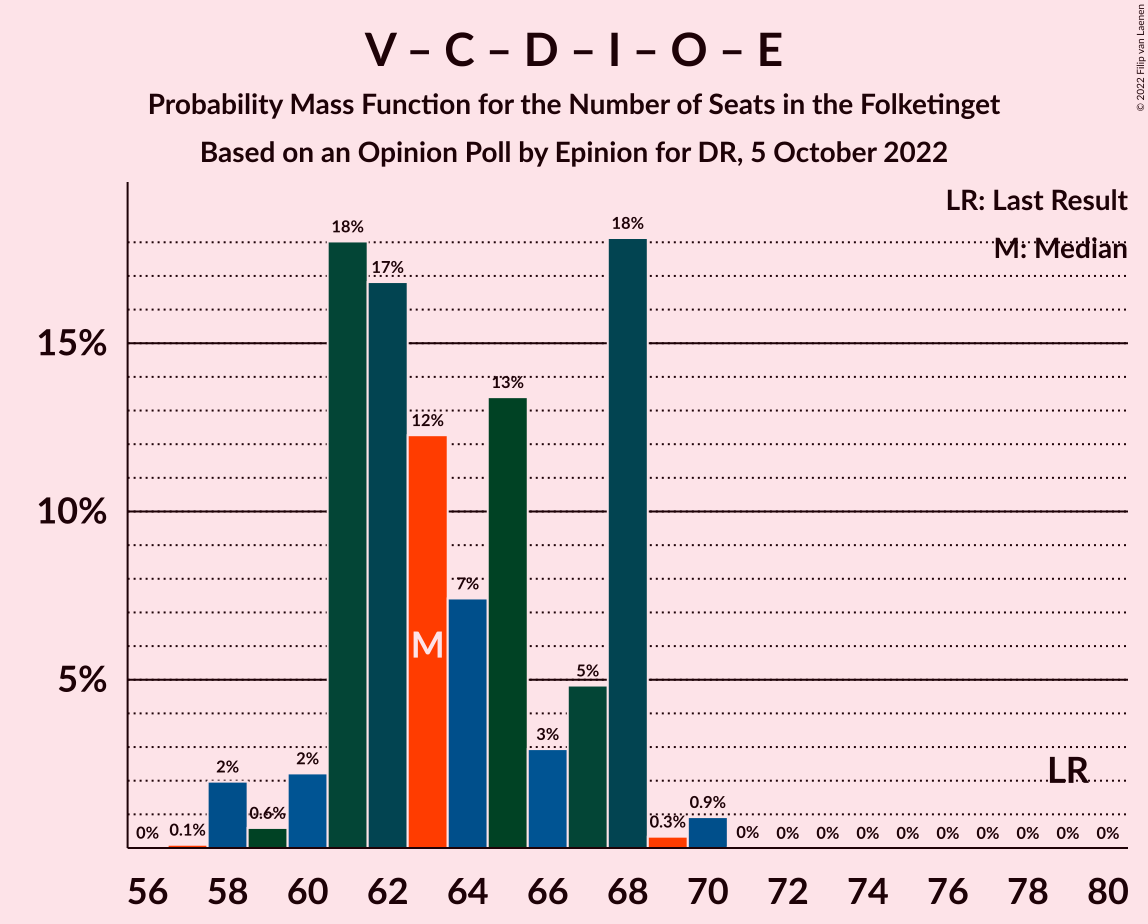 V – C – D – I – O – E
Probability Mass Function for the Number of Seats in the Folketinget
Based on an Opinion Poll by Epinion for DR, 5 October 2022
© 2022 Filip van Laenen
LR: Last Result
M: Median
15%
10%
5%
0% 0.1% 2% 0.6% 2% 18% 17% 12% 7% 13% 3% 5% 18% 0.3% 0.9% 0% 0% 0% 0% 0% 0% 0% 0% 0% 0%
M
LR
56 58 60 62 64 66 68 70 72 74 76 78 80